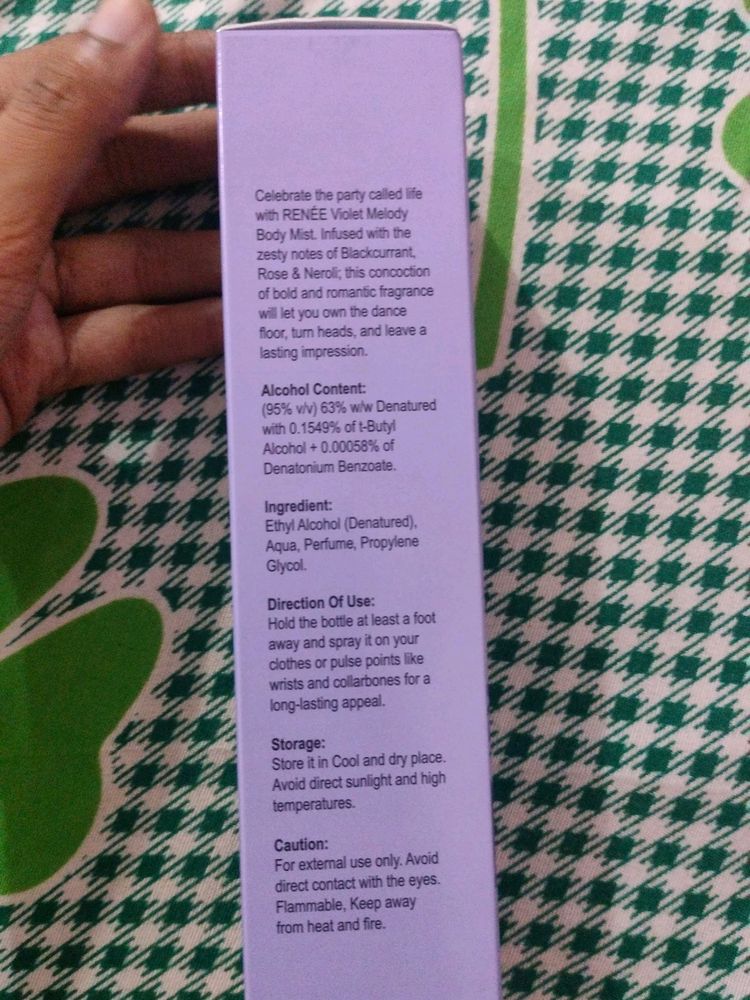 Celebrate the party called life
with RENÉE Violet Melody
Body Mist. Infused with the
zesty notes of Blackcurrant,
Rose & Neroli; this concoction
of bold and romantic fragrance
will let you own the dance
floor, turn heads, and leave a
lasting impression.
Alcohol Content:
(95% v/v) 63% w/w Denatured
with 0.1549% of t-Butyl
Alcohol + 0.00058% of
Denatonium Benzoate.
Ingredient:
Ethyl Alcohol (Denatured),
Aqua, Perfume, Propylene
Glycol.
Direction Of Use:
Hold the bottle at least a foot
away and spray it on your
clothes or pulse points like
wrists and collarbones for a
long-lasting appeal.
Storage:
Store it in Cool and dry place.
Avoid direct sunlight and high
temperatures.
Caution:
For external use only. Avoid
direct contact with the eyes.
Flammable, Keep away
from heat and fire.